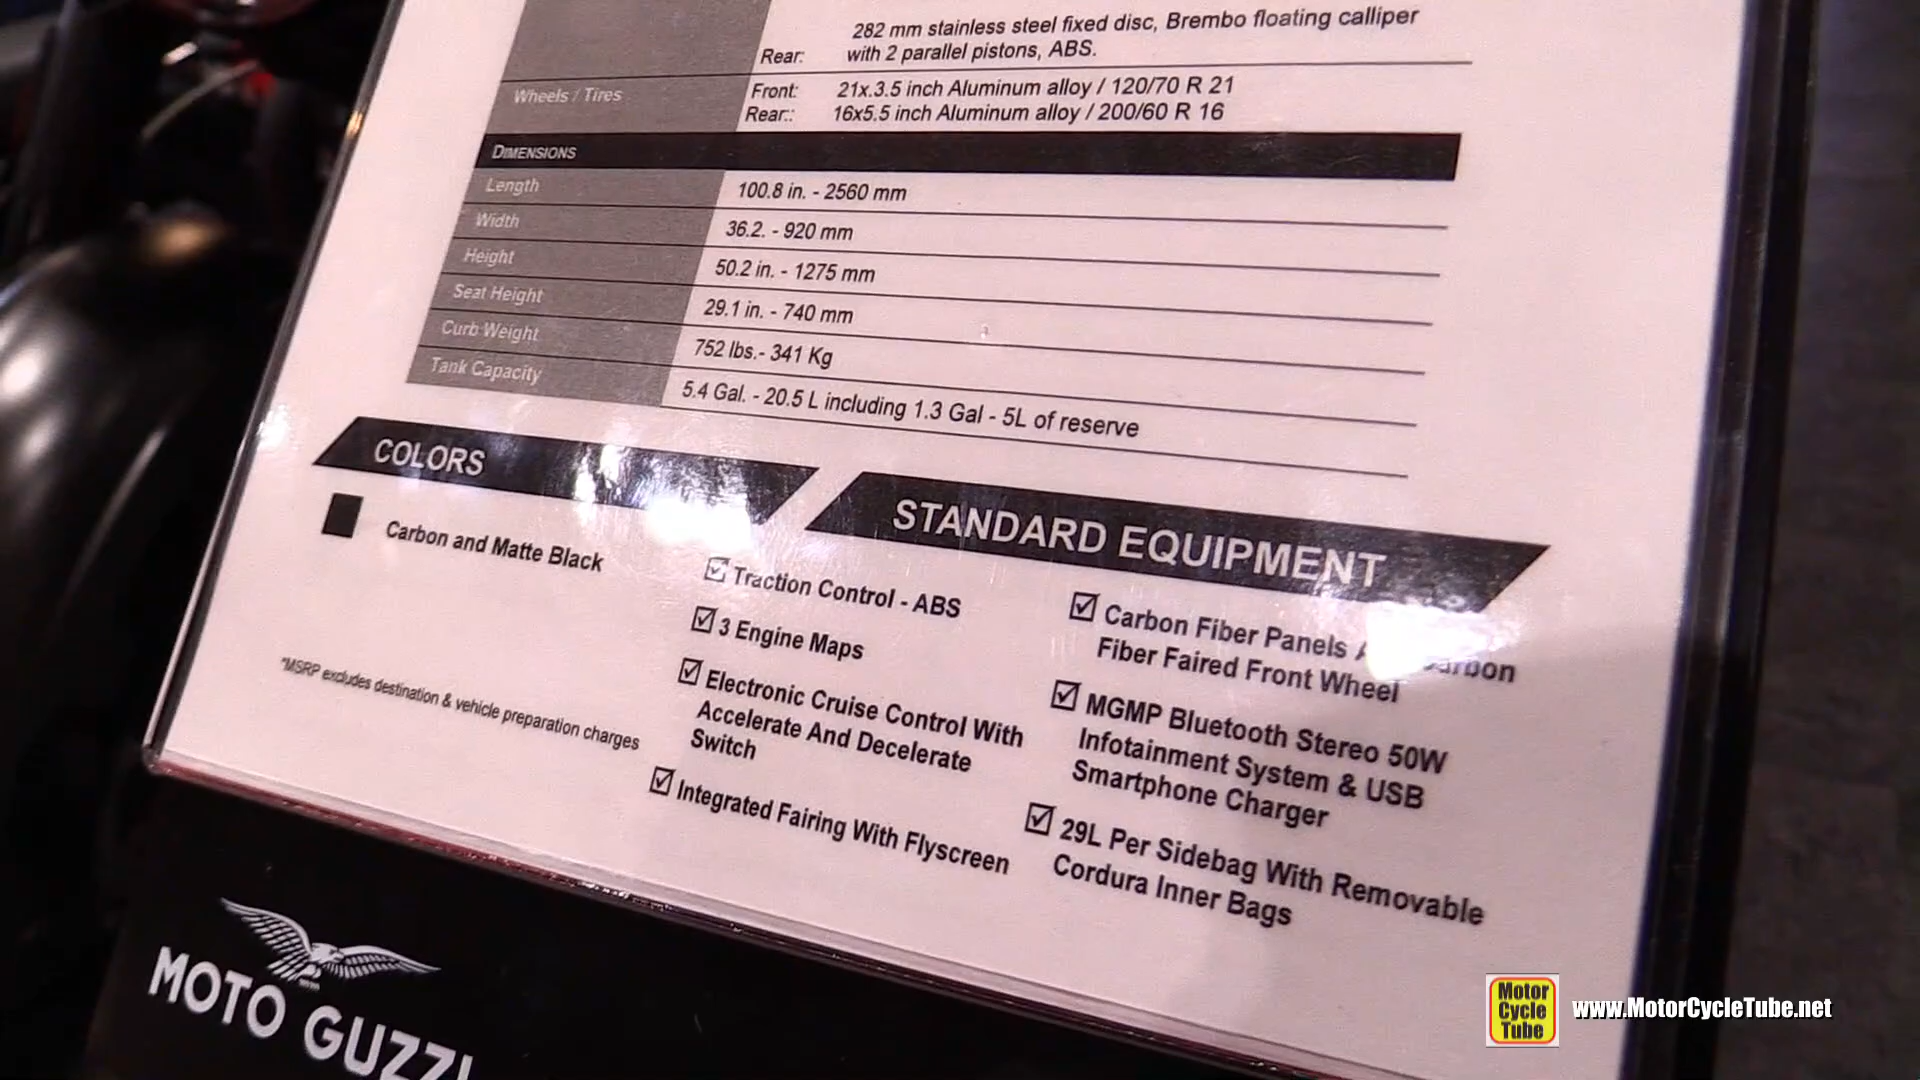 282 mm stainless steel fixed disc, Brembo floating calliper
Rear: with 2 parallel pistons, ABS.
Wheels / Tires
Front: 21x.3.5 inch Aluminum alloy / 120/70 R 21
Rear:: 16x5.5 inch Aluminum alloy / 200/60 R 16
DIMENSIONS
Length 100.8 in. - 2560 mm
Width 36.2. - 920 mm
Height 50.2 in. - 1275 mm
Seat Height 29.1 in. - 740 mm
Curb Weight 752 lbs.- 341 Kg
Tank Capacity 5.4 Gal. - 20.5 L including 1.3 Gal - 5L of reserve
COLORS
Carbon and Matte Black
*MSRP excludes destination & vehicle preparation charges
STANDARD EQUIPMENT
☑ Traction Control - ABS
☑ 3 Engine Maps
☑ Electronic Cruise Control With
Accelerate And Decelerate
Switch
☑ Integrated Fairing With Flyscreen
☑ Carbon Fiber Panels
Fiber Faired Front Wheel
☑ MGMP Bluetooth Stereo 50W
Infotainment System & USB
Smartphone Charger
☑ 29L Per Sidebag With Removable
Cordura Inner Bags
MOTO GUZZI
Motor
Cycle
Tube
www.MotorCycleTube.net